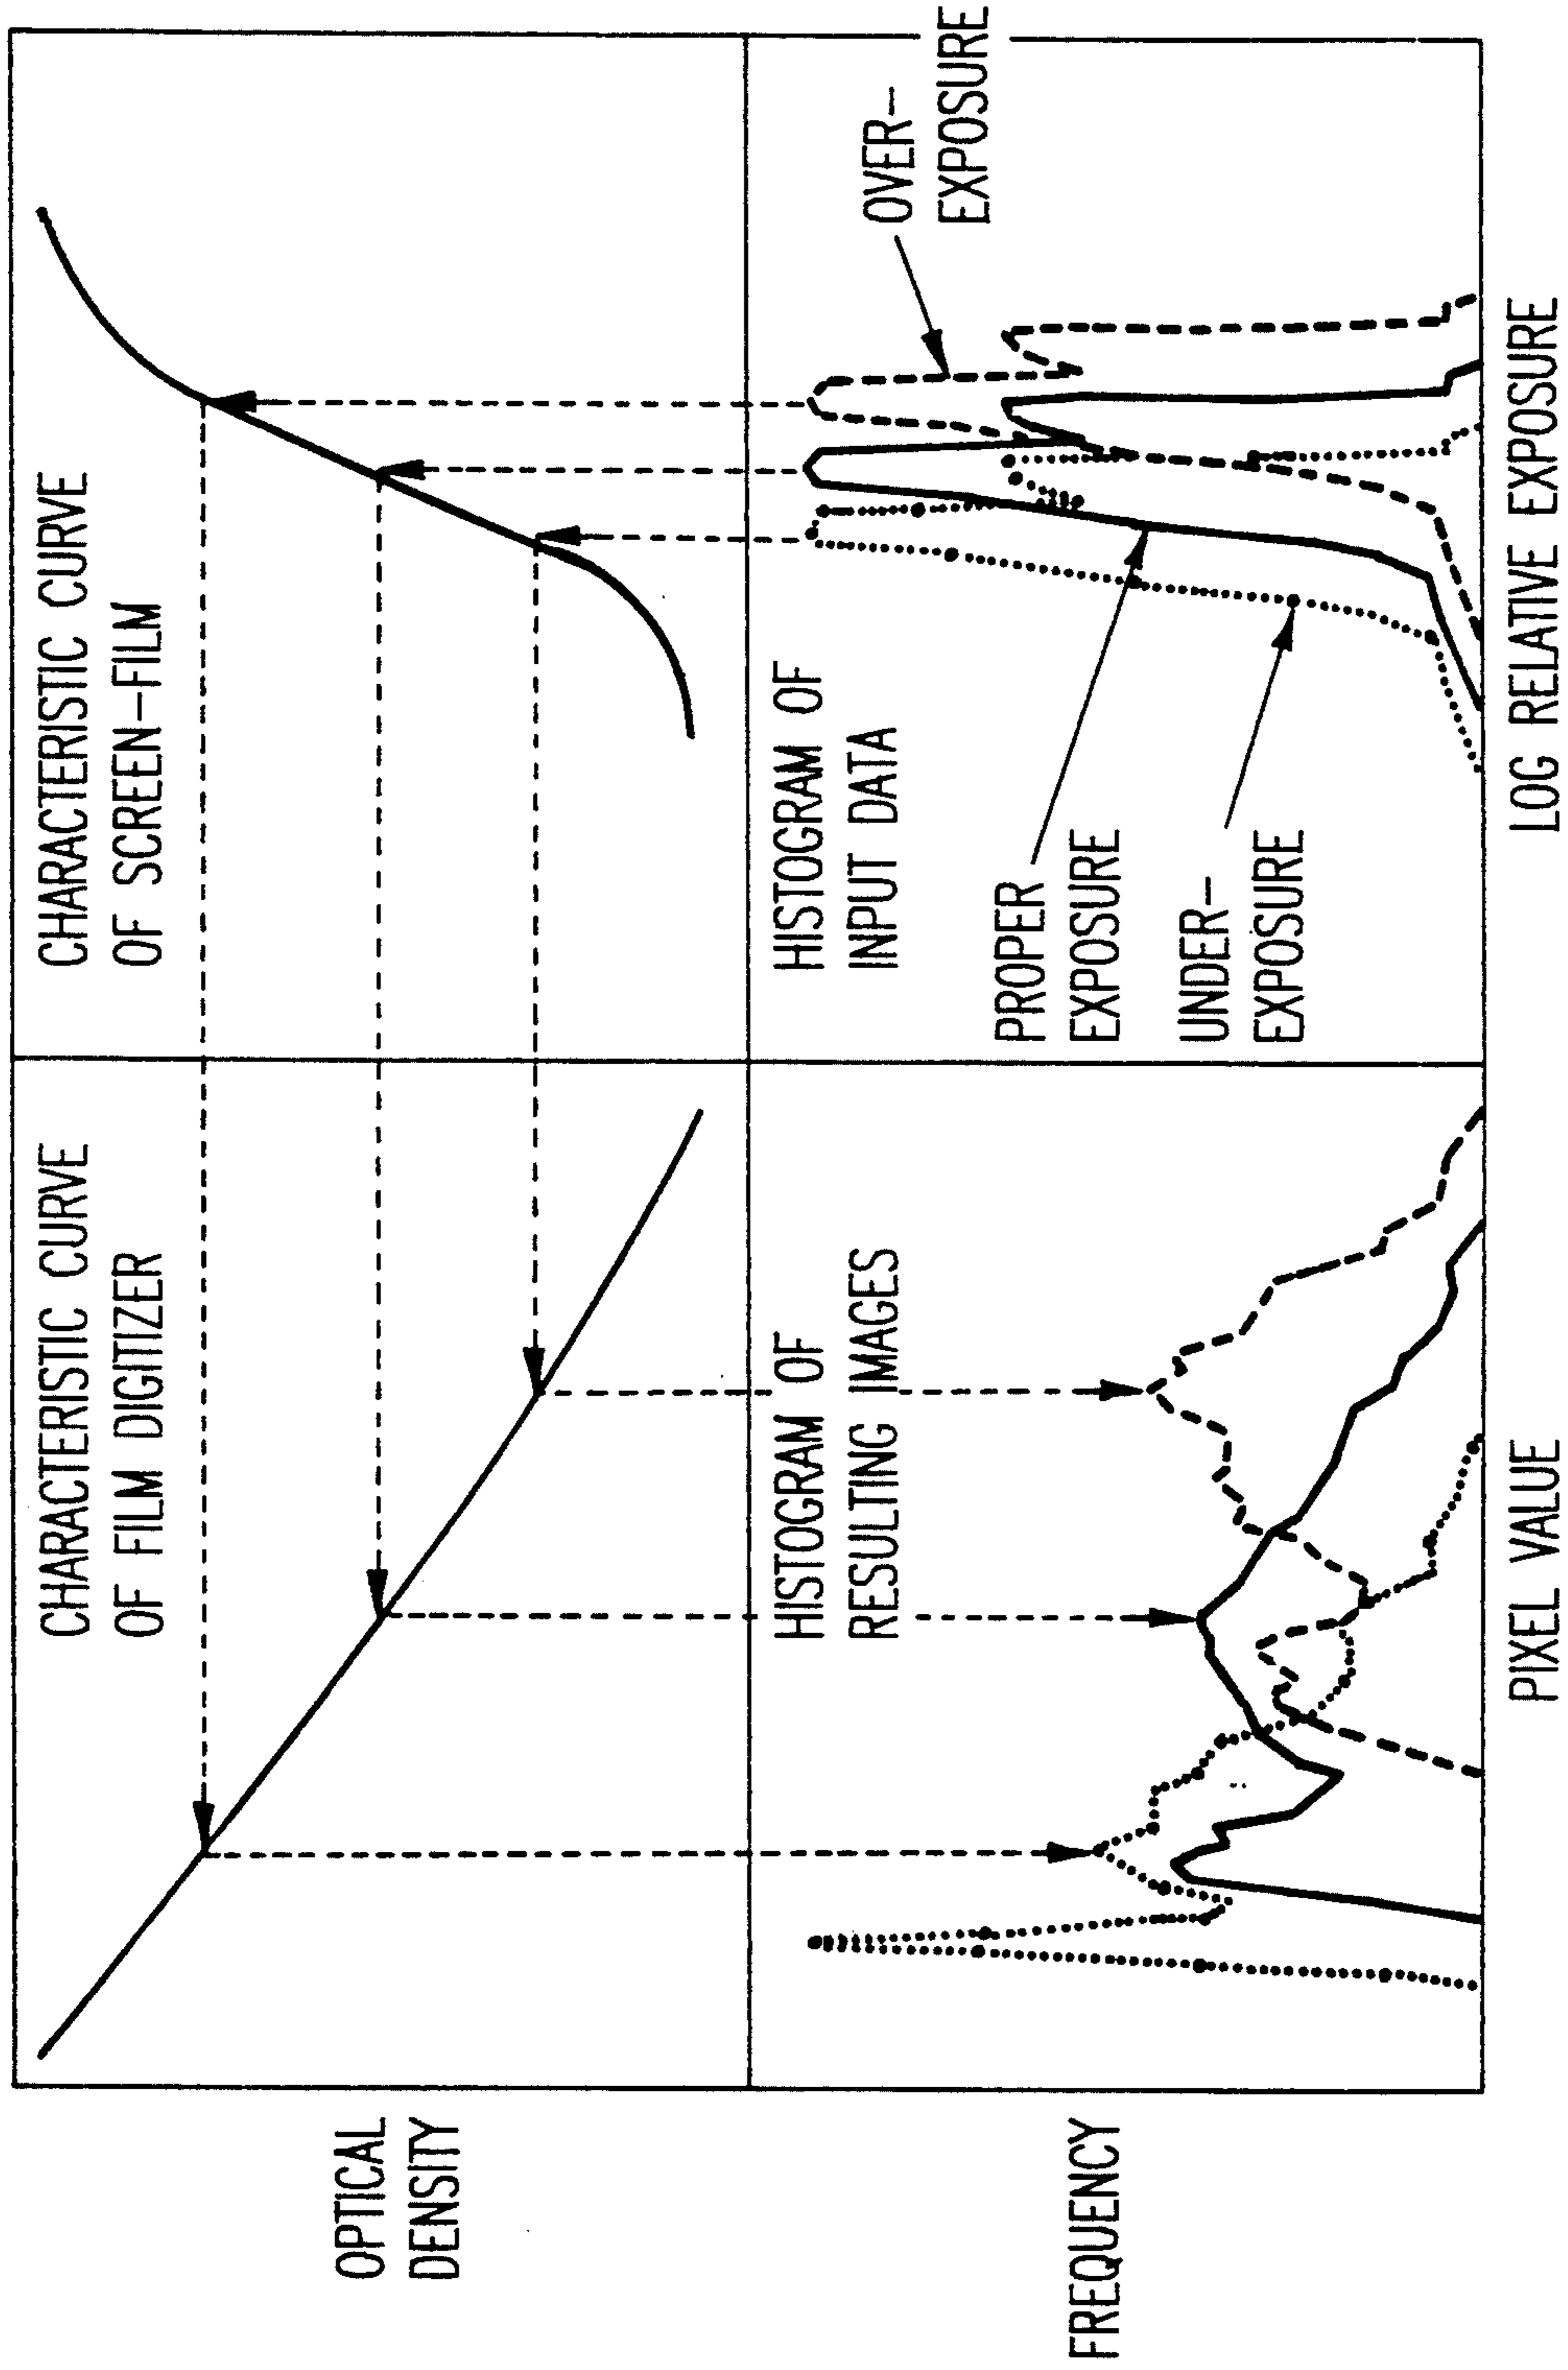 CHARACTERISTIC CURVE
OF FILM DIGITIZER
CHARACTERISTIC CURVE
OF SCREEN-FILM
OPTICAL
DENSITY
HISTOGRAM OF
RESULTING IMAGES
HISTOGRAM OF
INPUT DATA
OVER-
EXPOSURE
PROPER
EXPOSURE
UNDER-
EXPOSURE
FREQUENCY
PIXEL VALUE
LOG RELATIVE EXPOSURE